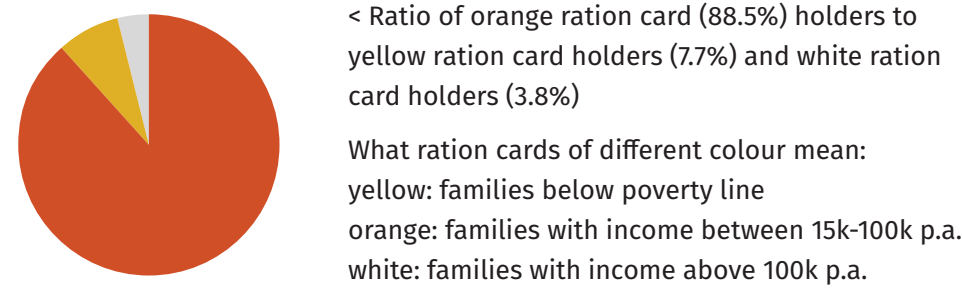 < Ratio of orange ration card (88.5%) holders to
yellow ration card holders (7.7%) and white ration
card holders (3.8%)
What ration cards of different colour mean:
yellow: families below poverty line
orange: families with income between 15k-100k p.a.
white: families with income above 100k p.a.